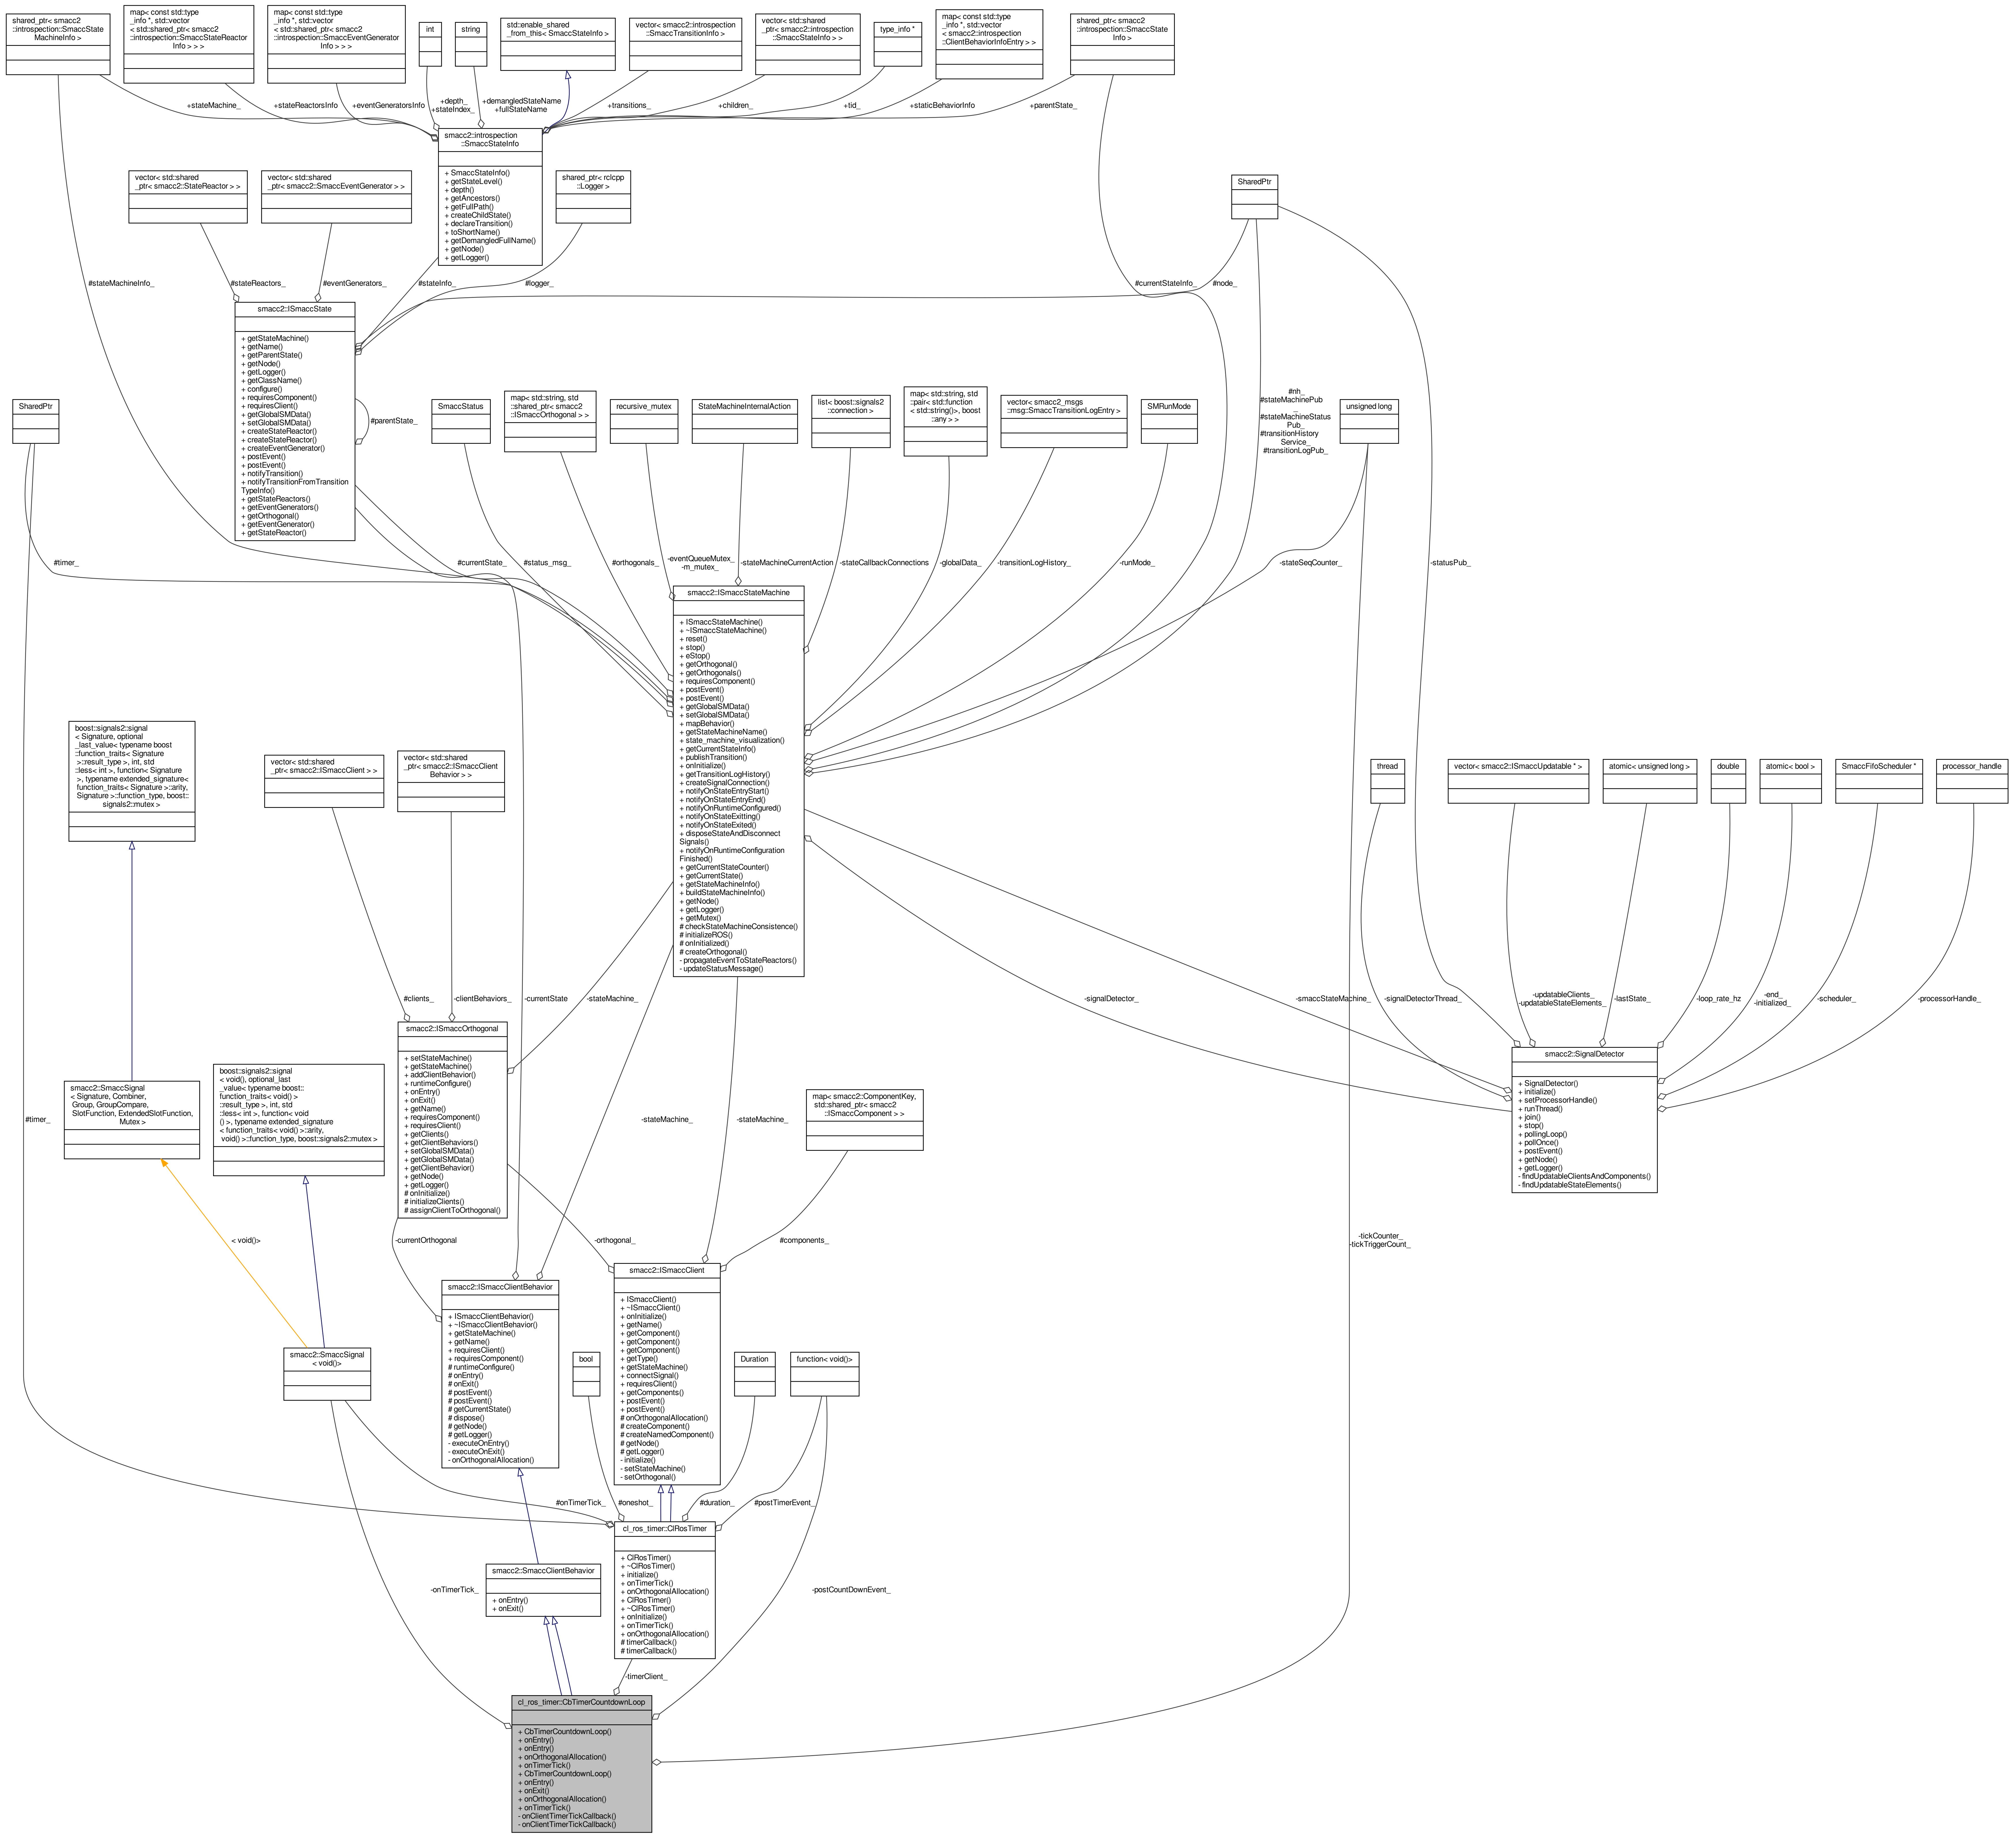 shared_ptr< smacc2
::introspection::SmaccState
MachineInfo >
map< const std::type
_info *, std::vector
< std::shared_ptr< smacc2
::introspection::SmaccStateReactor
Info > > >
map< const std::type
_info *, std::vector
< std::shared_ptr< smacc2
::introspection::SmaccEventGenerator
Info > > >
int
string
std::enable_shared
_from_this< SmaccStateInfo >
vector< smacc2::introspection
::SmaccTransitionInfo >
vector< std::shared
_ptr< smacc2::introspection
::SmaccStateInfo > >
type_info *
map< const std::type
_info *, std::vector
< smacc2::introspection
::ClientBehaviorInfoEntry > >
shared_ptr< smacc2
::introspection::SmaccState
Info >
+stateMachine_
+stateReactorsInfo
+eventGeneratorsInfo
+depth_
+stateIndex_
+demangledStateName
+fullStateName
+transitions_
+children_
+tid_
+staticBehaviorInfo
+parentState_
smacc2::introspection
::SmaccStateInfo
+ SmaccStateInfo()
+ getStateLevel()
+ depth()
+ getAncestors()
+ getFullPath()
+ createChildState()
+ declareTransition()
+ toShortName()
+ getDemangledFullName()
+ getNode()
+ getLogger()
vector< std::shared
_ptr< smacc2::StateReactor > >
vector< std::shared
_ptr< smacc2::SmaccEventGenerator > >
shared_ptr< rclcpp
::Logger >
SharedPtr
#stateMachineInfo_
#stateReactors_
#eventGenerators_
#stateInfo_
#logger_
#currentStateInfo_
#node_
smacc2::ISmaccState
+ getStateMachine()
+ getName()
+ getParentState()
+ getNode()
+ getLogger()
+ getClassName()
+ configure()
+ requiresComponent()
+ requiresClient()
+ getGlobalSMData()
+ setGlobalSMData()
+ createStateReactor()
+ createStateReactor()
+ createEventGenerator()
+ postEvent()
+ postEvent()
+ notifyTransition()
+ notifyTransitionFromTransition
TypeInfo()
+ getStateReactors()
+ getEventGenerators()
+ getOrthogonal()
+ getEventGenerator()
+ getStateReactor()
#parentState_
SharedPtr
SmaccStatus
map< std::string, std
::shared_ptr< smacc2
::ISmaccOrthogonal > >
recursive_mutex
StateMachineInternalAction
list< boost::signals2
::connection >
map< std::string, std
::pair< std::function
< std::string()>, boost
::any > >
vector< smacc2_msgs
::msg::SmaccTransitionLogEntry >
SMRunMode
#nh_
#stateMachinePub
_
#stateMachineStatus
Pub_
#transitionHistory
Service_
#transitionLogPub_
unsigned long
#timer_
#currentState_
#status_msg_
#orthogonals_
-eventQueueMutex_
-m_mutex_
-stateMachineCurrentAction
-stateCallbackConnections
-globalData_
-transitionLogHistory_
-runMode_
-stateSeqCounter_
-statusPub_
smacc2::ISmaccStateMachine
+ ISmaccStateMachine()
+ ~ISmaccStateMachine()
+ reset()
+ stop()
+ eStop()
+ getOrthogonal()
+ getOrthogonals()
+ requiresComponent()
+ postEvent()
+ postEvent()
+ getGlobalSMData()
+ setGlobalSMData()
+ mapBehavior()
+ getStateMachineName()
+ state_machine_visualization()
+ getCurrentStateInfo()
+ publishTransition()
+ onInitialize()
+ getTransitionLogHistory()
+ createSignalConnection()
+ notifyOnStateEntryStart()
+ notifyOnStateEntryEnd()
+ notifyOnRuntimeConfigured()
+ notifyOnStateExitting()
+ notifyOnStateExited()
+ disposeStateAndDisconnect
Signals()
+ notifyOnRuntimeConfiguration
Finished()
+ getCurrentStateCounter()
+ getCurrentState()
+ getStateMachineInfo()
+ buildStateMachineInfo()
+ getNode()
+ getLogger()
+ getMutex()
# checkStateMachineConsistence()
# initializeROS()
# onInitialized()
# createOrthogonal()
- propagateEventToStateReactors()
- updateStatusMessage()
boost::signals2::signal
< Signature, optional
_last_value< typename boost
::function_traits< Signature
>::result_type >, int, std
::less< int >, function< Signature
>, typename extended_signature<
function_traits< Signature >::arity,
Signature >::function_type, boost::
signals2::mutex >
vector< std::shared
_ptr< smacc2::ISmaccClient > >
vector< std::shared
_ptr< smacc2::ISmaccClient
Behavior > >
thread
vector< smacc2::ISmaccUpdatable * >
atomic< unsigned long >
double
atomic< bool >
SmaccFifoScheduler *
processor_handle
#clients_
-clientBehaviors_
-currentState
-stateMachine_
-signalDetector_
-smaccStateMachine_
-signalDetectorThread_
-updatableClients_
-updatableStateElements_
-lastState_
-loop_rate_hz
-end_
-initialized_
-scheduler_
-processorHandle_
smacc2::ISmaccOrthogonal
+ setStateMachine()
+ getStateMachine()
+ addClientBehavior()
+ runtimeConfigure()
+ onEntry()
+ onExit()
+ getName()
+ requiresComponent()
+ requiresClient()
+ getClients()
+ getClientBehaviors()
+ setGlobalSMData()
+ getGlobalSMData()
+ getClientBehavior()
+ getNode()
+ getLogger()
# onInitialize()
# initializeClients()
# assignClientToOrthogonal()
smacc2::SignalDetector
+ SignalDetector()
+ initialize()
+ setProcessorHandle()
+ runThread()
+ join()
+ stop()
+ pollingLoop()
+ pollOnce()
+ postEvent()
+ getNode()
+ getLogger()
- findUpdatableClientsAndComponents()
- findUpdatableStateElements()
smacc2::SmaccSignal
< Signature, Combiner,
Group, GroupCompare,
SlotFunction, ExtendedSlotFunction,
Mutex >
boost::signals2::signal
< void(), optional_last
_value< typename boost::
function_traits< void() >
::result_type >, int, std
::less< int >, function< void
() >, typename extended_signature
< function_traits< void() >::arity,
void() >::function_type, boost::signals2::mutex >
#timer_
-stateMachine_
-stateMachine_
map< smacc2::ComponentKey,
std::shared_ptr< smacc2
::ISmaccComponent > >
< void()>
-currentOrthogonal
-orthogonal_
#components_
-tickCounter_
-tickTriggerCount_
smacc2::ISmaccClientBehavior
+ ISmaccClientBehavior()
+ ~ISmaccClientBehavior()
+ getStateMachine()
+ getName()
+ requiresClient()
+ requiresComponent()
# runtimeConfigure()
# onEntry()
# onExit()
# postEvent()
# postEvent()
# getCurrentState()
# dispose()
# getNode()
# getLogger()
- executeOnEntry()
- executeOnExit()
- onOrthogonalAllocation()
smacc2::ISmaccClient
+ ISmaccClient()
+ ~ISmaccClient()
+ onInitialize()
+ getName()
+ getComponent()
+ getComponent()
+ getComponent()
+ getType()
+ getStateMachine()
+ connectSignal()
+ requiresClient()
+ getComponents()
+ postEvent()
+ postEvent()
# onOrthogonalAllocation()
# createComponent()
# createNamedComponent()
# getNode()
# getLogger()
- initialize()
- setStateMachine()
- setOrthogonal()
smacc2::SmaccSignal
< void()>
bool
Duration
function< void()>
#onTimerTick_
#oneshot_
#duration_
#postTimerEvent_
cl_ros_timer::ClRosTimer
+ ClRosTimer()
+ ~ClRosTimer()
+ initialize()
+ onTimerTick()
+ onOrthogonalAllocation()
+ ClRosTimer()
+ ~ClRosTimer()
+ onInitialize()
+ onTimerTick()
+ onOrthogonalAllocation()
# timerCallback()
# timerCallback()
smacc2::SmaccClientBehavior
+ onEntry()
+ onExit()
-onTimerTick_
-postCountDownEvent_
-timerClient_
cl_ros_timer::CbTimerCountdownLoop
+ CbTimerCountdownLoop()
+ onEntry()
+ onEntry()
+ onOrthogonalAllocation()
+ onTimerTick()
+ CbTimerCountdownLoop()
+ onEntry()
+ onExit()
+ onOrthogonalAllocation()
+ onTimerTick()
- onClientTimerTickCallback()
- onClientTimerTickCallback()